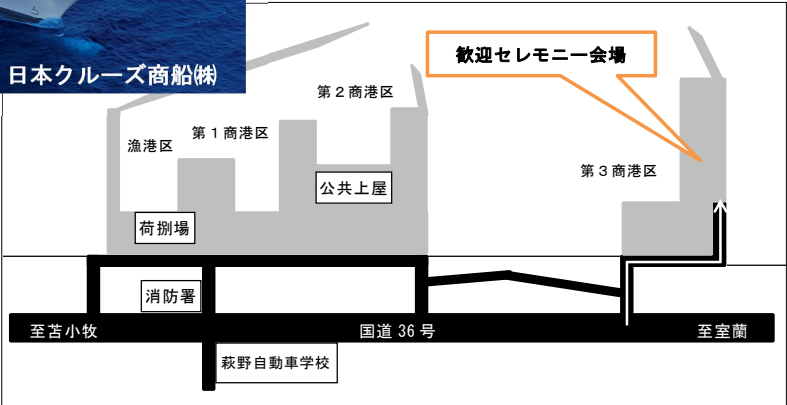 日本クルーズ商船㈱
歓迎セレモニー会場
第２商港区
第１商港区
漁港区
第３商港区
公共上屋
荷捌場
消防署
至苫小牧
国道 36 号
至室蘭
萩野自動車学校